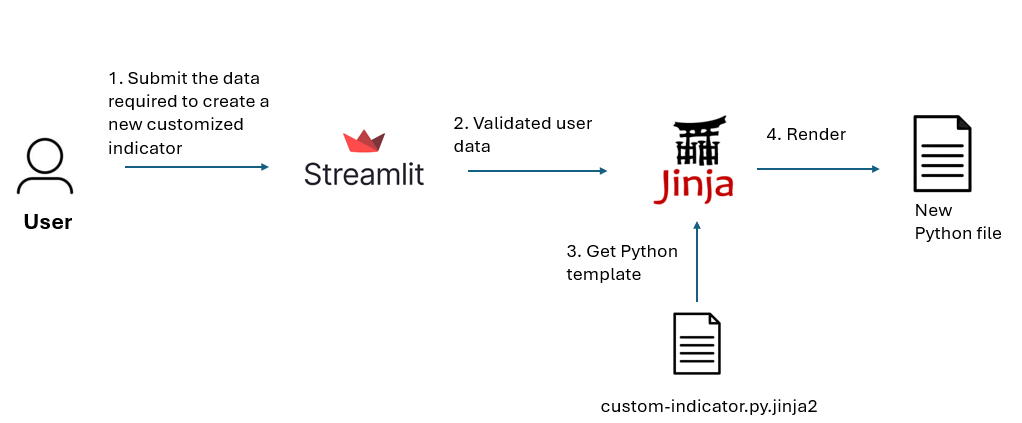 1. Submit the data
required to create a
new customized
indicator
2. Validated user
data
4. Render
Streamlit
Jinja
User
New
Python file
3. Get Python
template
custom-indicator.py.jinja2